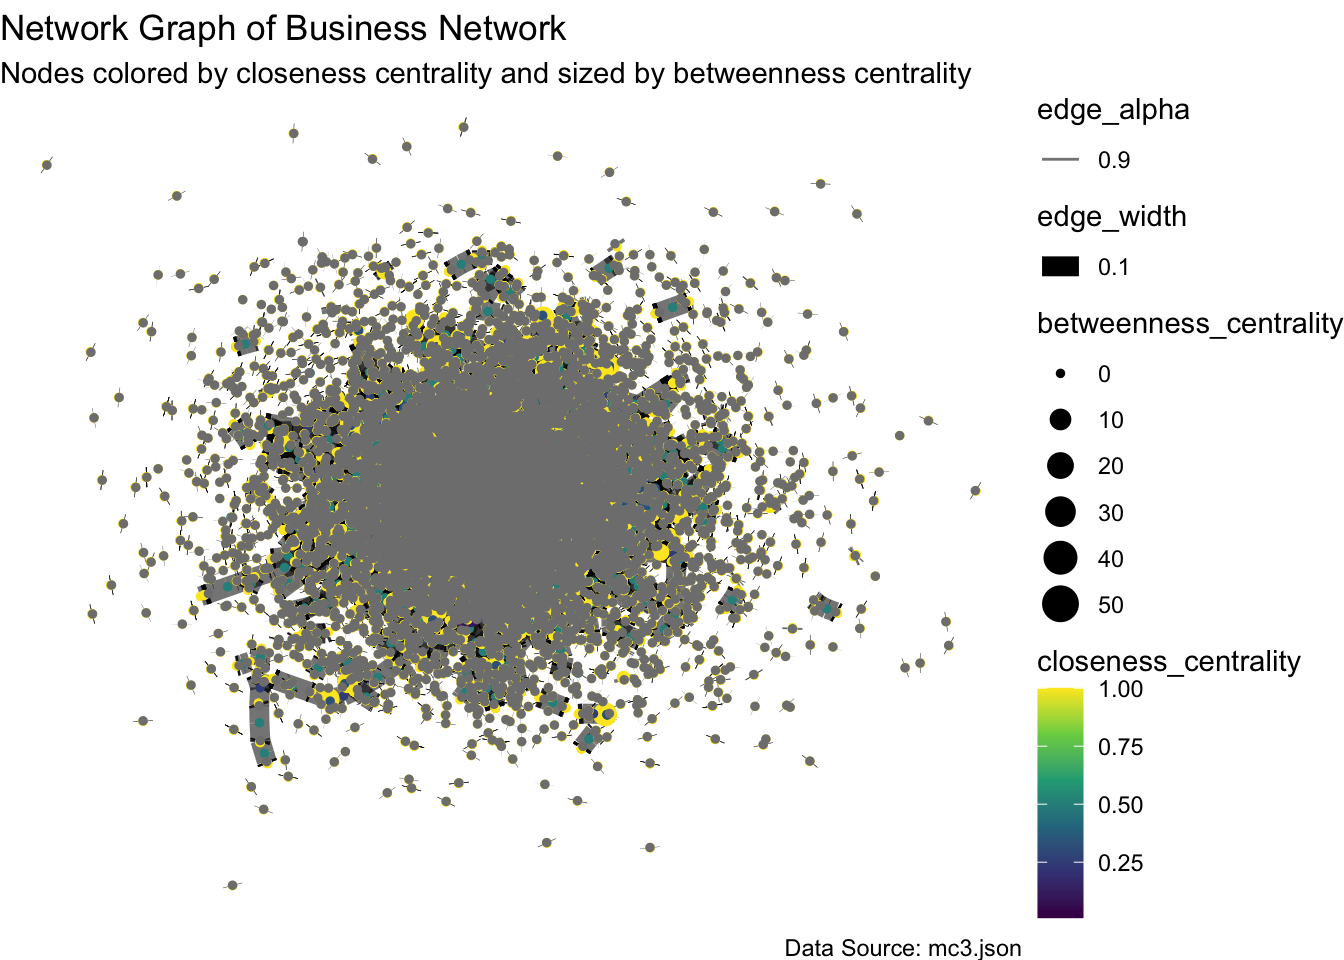 Network Graph of Business Network
Nodes colored by closeness centrality and sized by betweenness centrality
edge_alpha
0.9
edge_width
0.1
betweenness_centrality
0
10
20
30
40
50
closeness_centrality
1.00
0.75
0.50
0.25
Data Source: mc3.json